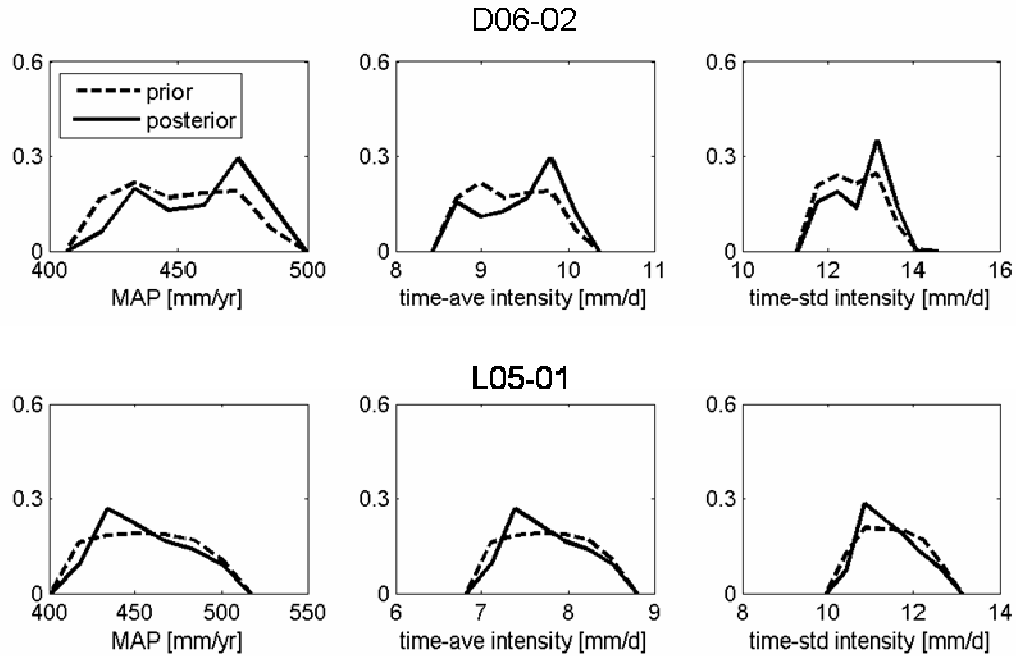 D06-02
0.6 0.6 0.6
prior
posterior
0.3 0.3 0.3
0 0 0
400 450 500 8 9 10 11 10 12 14 16
MAP [mm/yr] time-ave intensity [mm/d] time-std intensity [mm/d]
L05-01
0.6 0.6 0.6
0.3 0.3 0.3
0 0 0
400 450 500 550 6 7 8 9 8 10 12 14
MAP [mm/yr] time-ave intensity [mm/d] time-std intensity [mm/d]